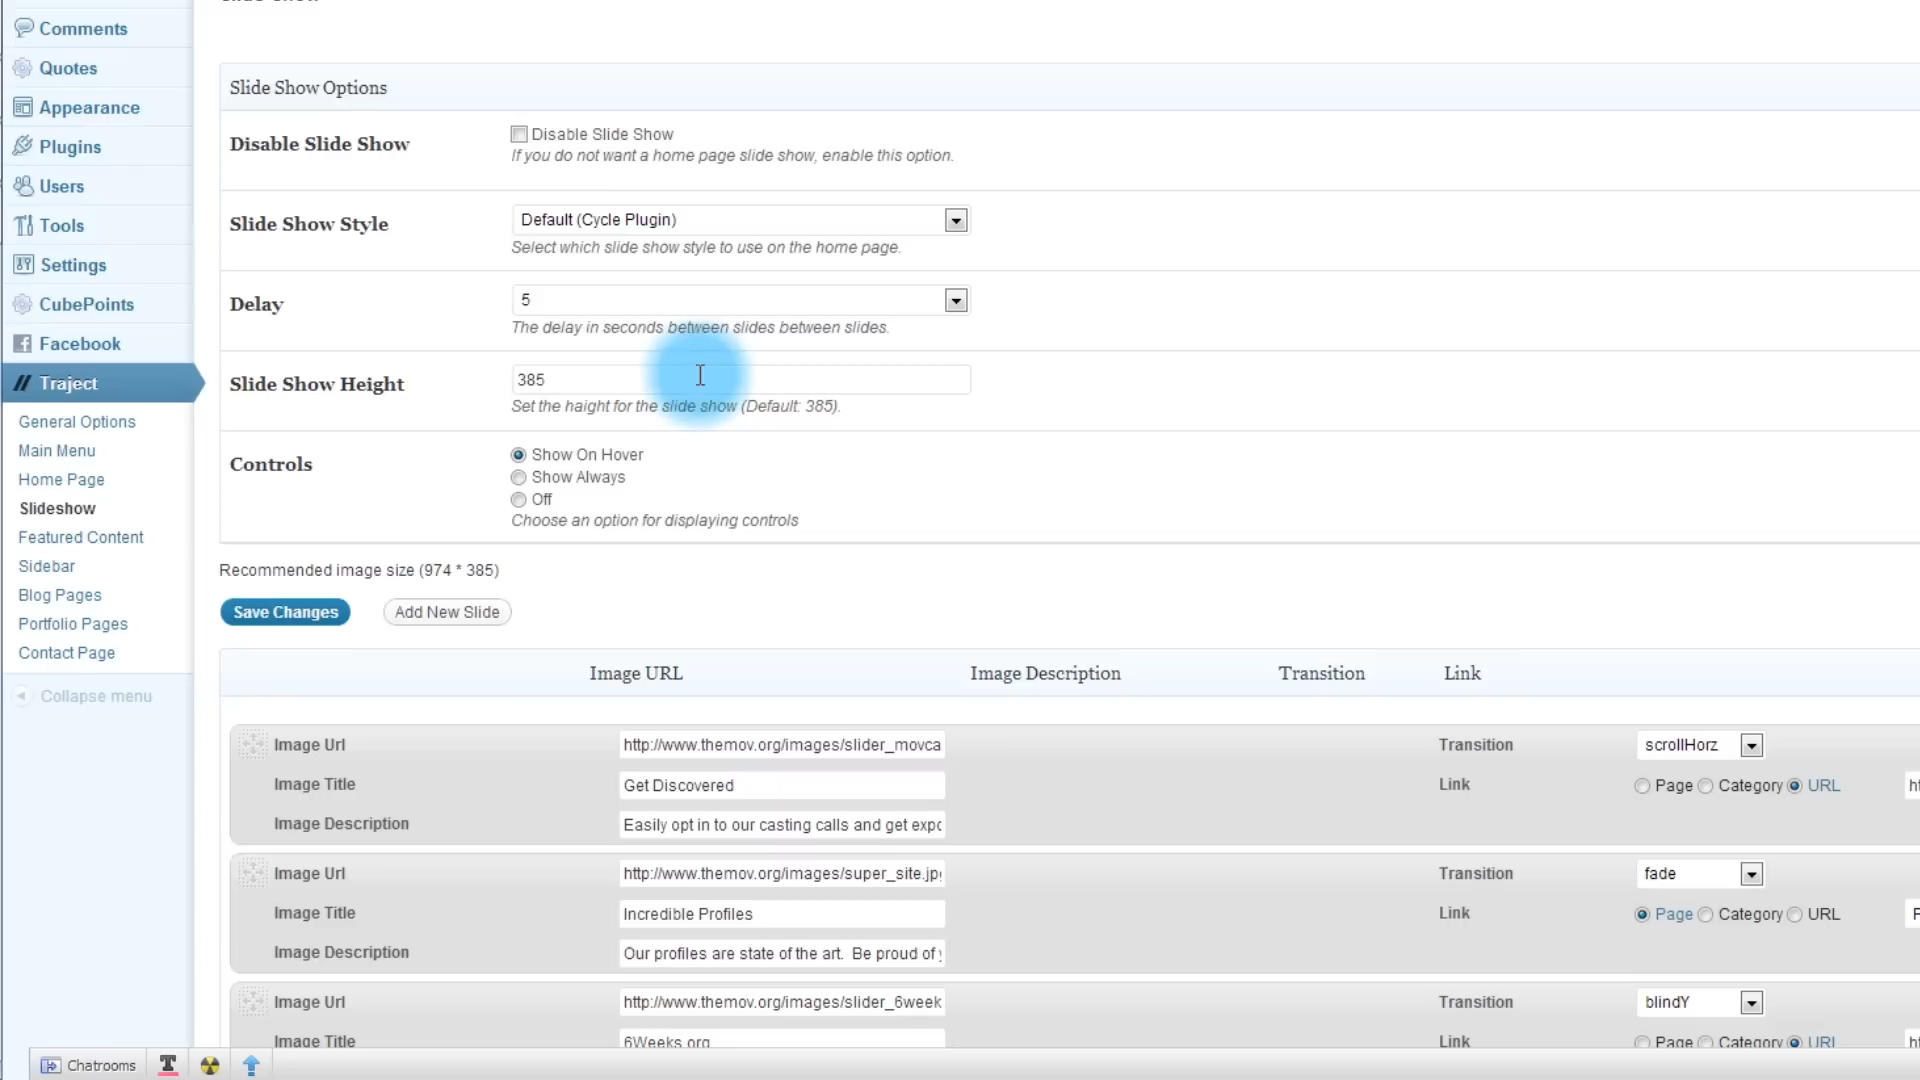 Comments
Quotes
Appearance
Plugins
Users
Tools
Settings
CubePoints
Facebook
Traject
General Options
Main Menu
Home Page
Slideshow
Featured Content
Sidebar
Blog Pages
Portfolio Pages
Contact Page
Collapse menu
Slide Show Options
Disable Slide Show
Disable Slide Show
If you do not want a home page slide show, enable this option.
Slide Show Style
Default (Cycle Plugin)
Select which slide show style to use on the home page.
Delay
5
The delay in seconds between slides between slides.
Slide Show Height
385
Set the haight for the slide show (Default: 385).
Controls
Show On Hover
Show Always
Off
Choose an option for displaying controls
Recommended image size (974 * 385)
Save Changes
Add New Slide
Image URL Image Description Transition Link
Image Url http://www.themov.org/images/slider_movca Transition scrollHorz
Image Title Get Discovered Link Page Category URL
Image Description Easily opt in to our casting calls and get expo
Image Url http://www.themov.org/images/super_site.jp Transition fade
Image Title Incredible Profiles Link Page Category URL
Image Description Our profiles are state of the art. Be proud of
Image Url http://www.themov.org/images/slider_6week Transition blindY
Image Title 6Weeks.org Link Page Category URL
Chatrooms